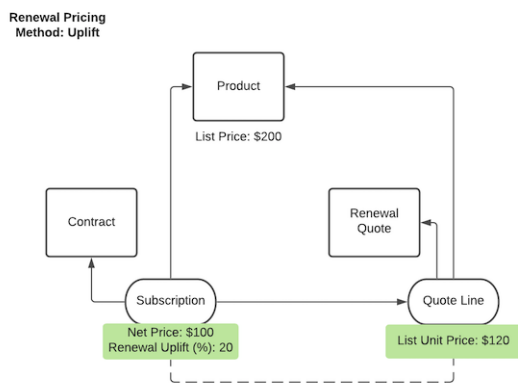 Renewal Pricing
Method: Uplift
Product
List Price: $200
Contract
Renewal
Quote
Subscription
Quote Line
Net Price: $100
Renewal Uplift (%): 20
List Unit Price: $120